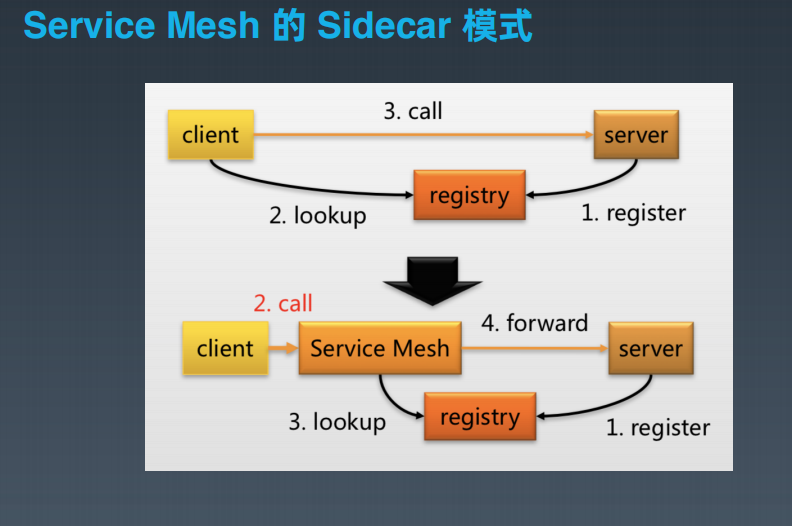 Service Mesh 的 Sidecar 模式
3. call
client
server
registry
2. lookup
1. register
2. call
4. forward
client
Service Mesh
server
3. lookup
registry
1. register